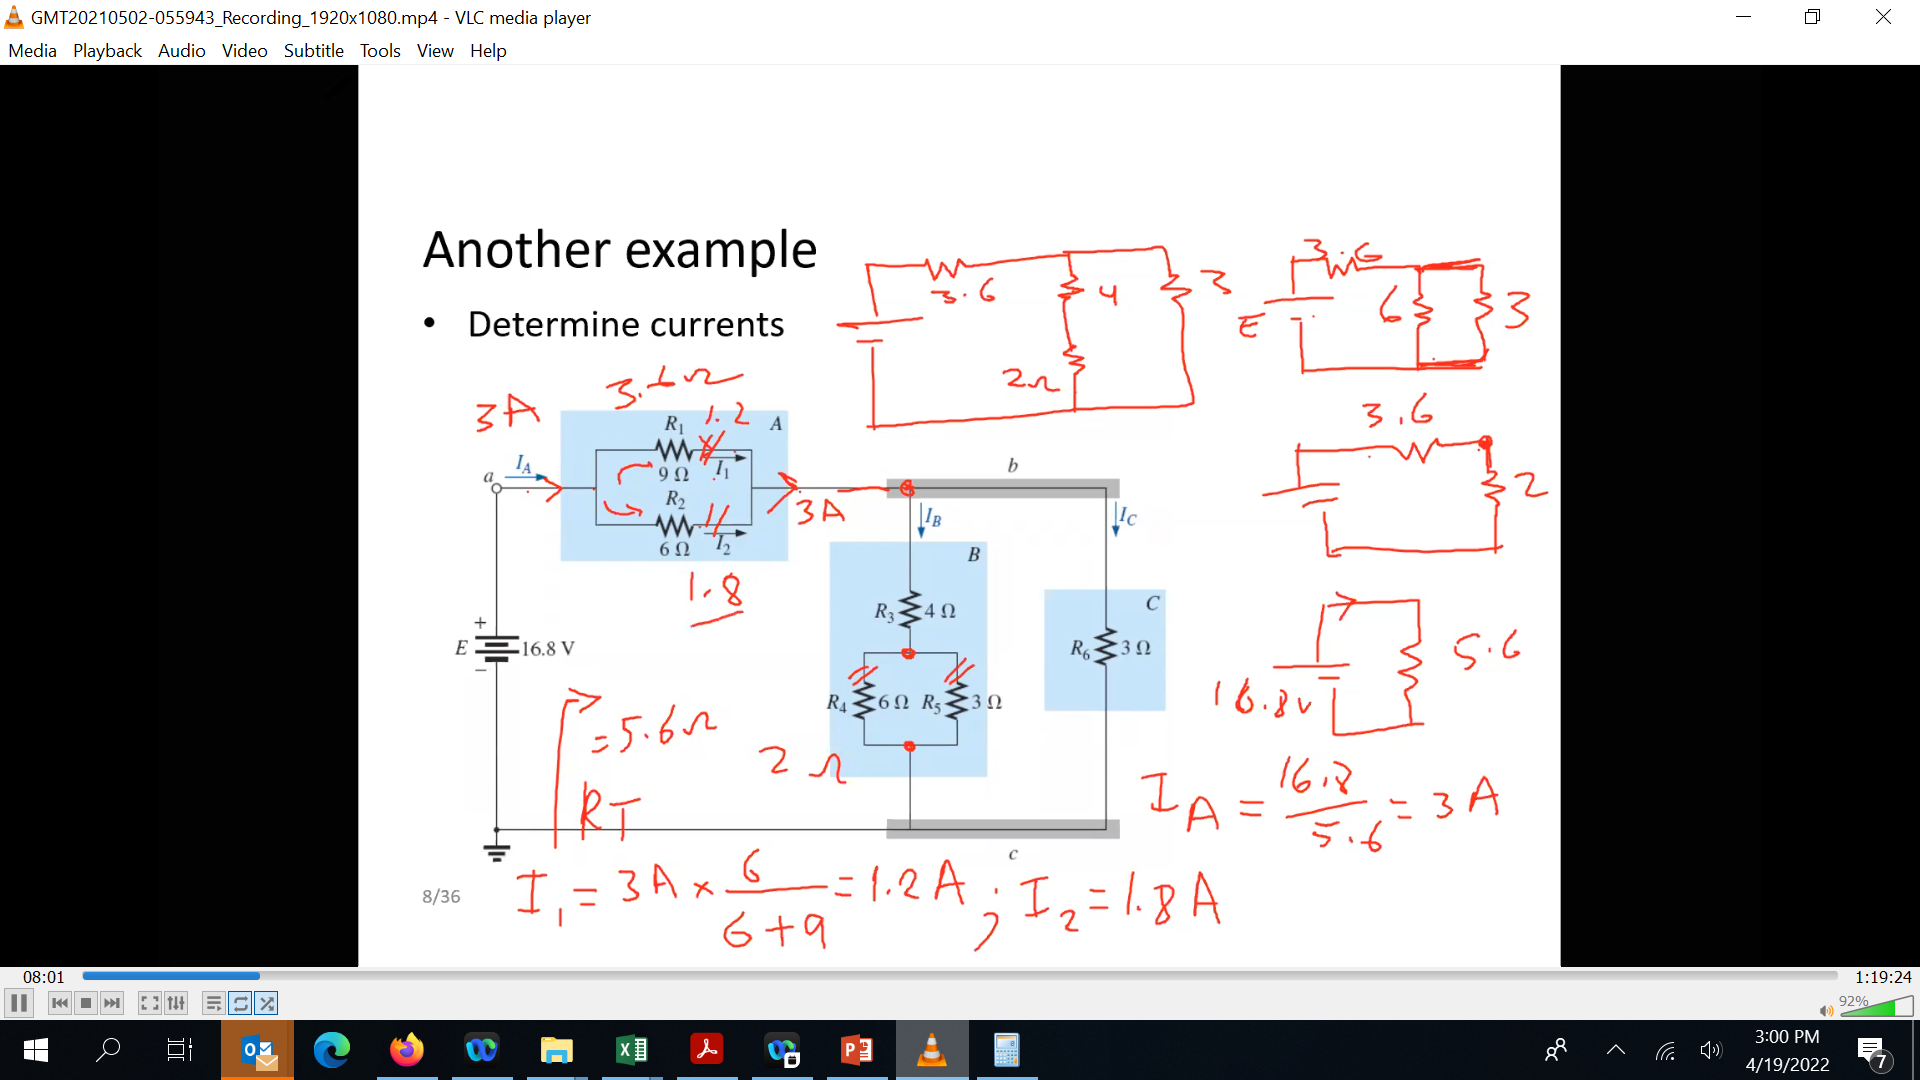 GMT20210502-055943_Recording_1920x1080.mp4 - VLC media player
Media Playback Audio Video Subtitle Tools View Help
Another example
• Determine currents
3.6
4
2Ω
3
3.6
E
6
3
3.6
2
16.8v
5.6
I_A = 16.8 / 5.6 = 3 A
3A
3.6Ω
1.2
R1
A
9 Ω
I1
R2
6 Ω
I2
1.8
a
IA
3A
b
IB
IC
B
R3 4 Ω
R4 6 Ω R5 3 Ω
2 Ω
C
R6 3 Ω
+
E 16.8 V
−
= 5.6Ω
RT
c
8/36
I1 = 3A × 6 / 6+9 = 1.2 A ; I2 = 1.8 A
08:01
1:19:24
92%
3:00 PM
4/19/2022
7